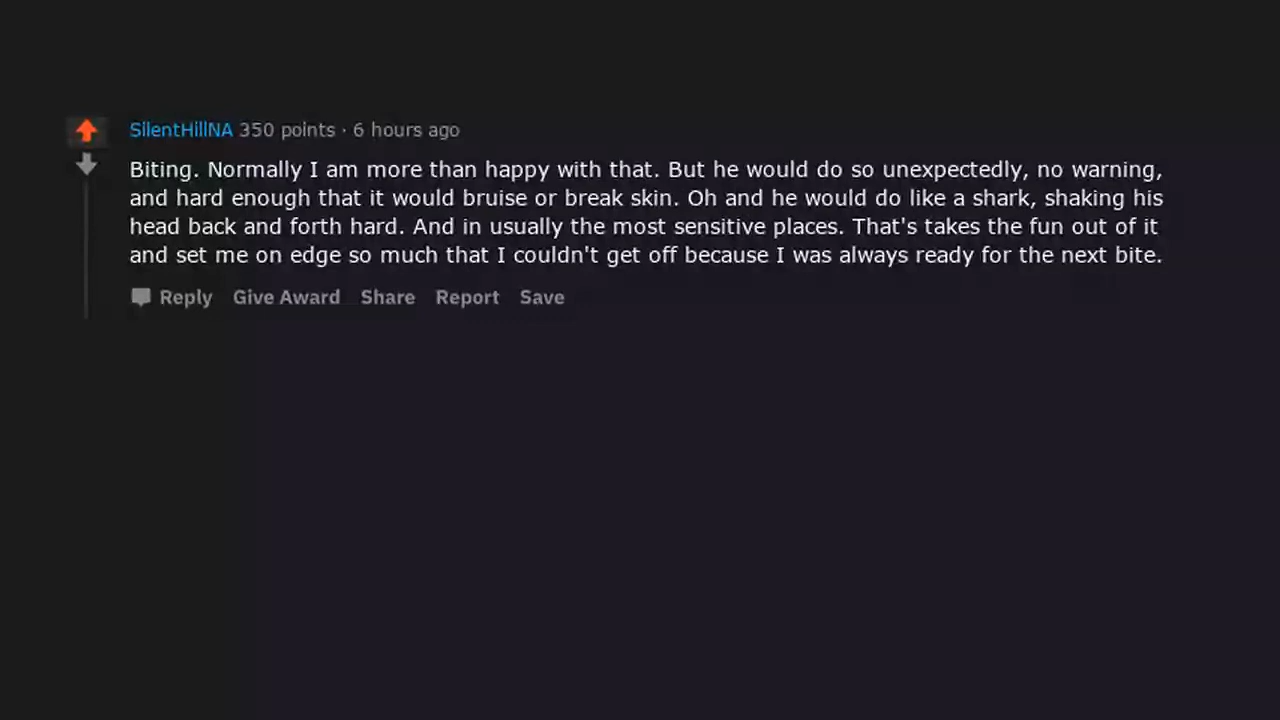 SilentHillNA 350 points · 6 hours ago
Biting. Normally I am more than happy with that. But he would do so unexpectedly, no warning,
and hard enough that it would bruise or break skin. Oh and he would do like a shark, shaking his
head back and forth hard. And in usually the most sensitive places. That's takes the fun out of it
and set me on edge so much that I couldn't get off because I was always ready for the next bite.
Reply Give Award Share Report Save